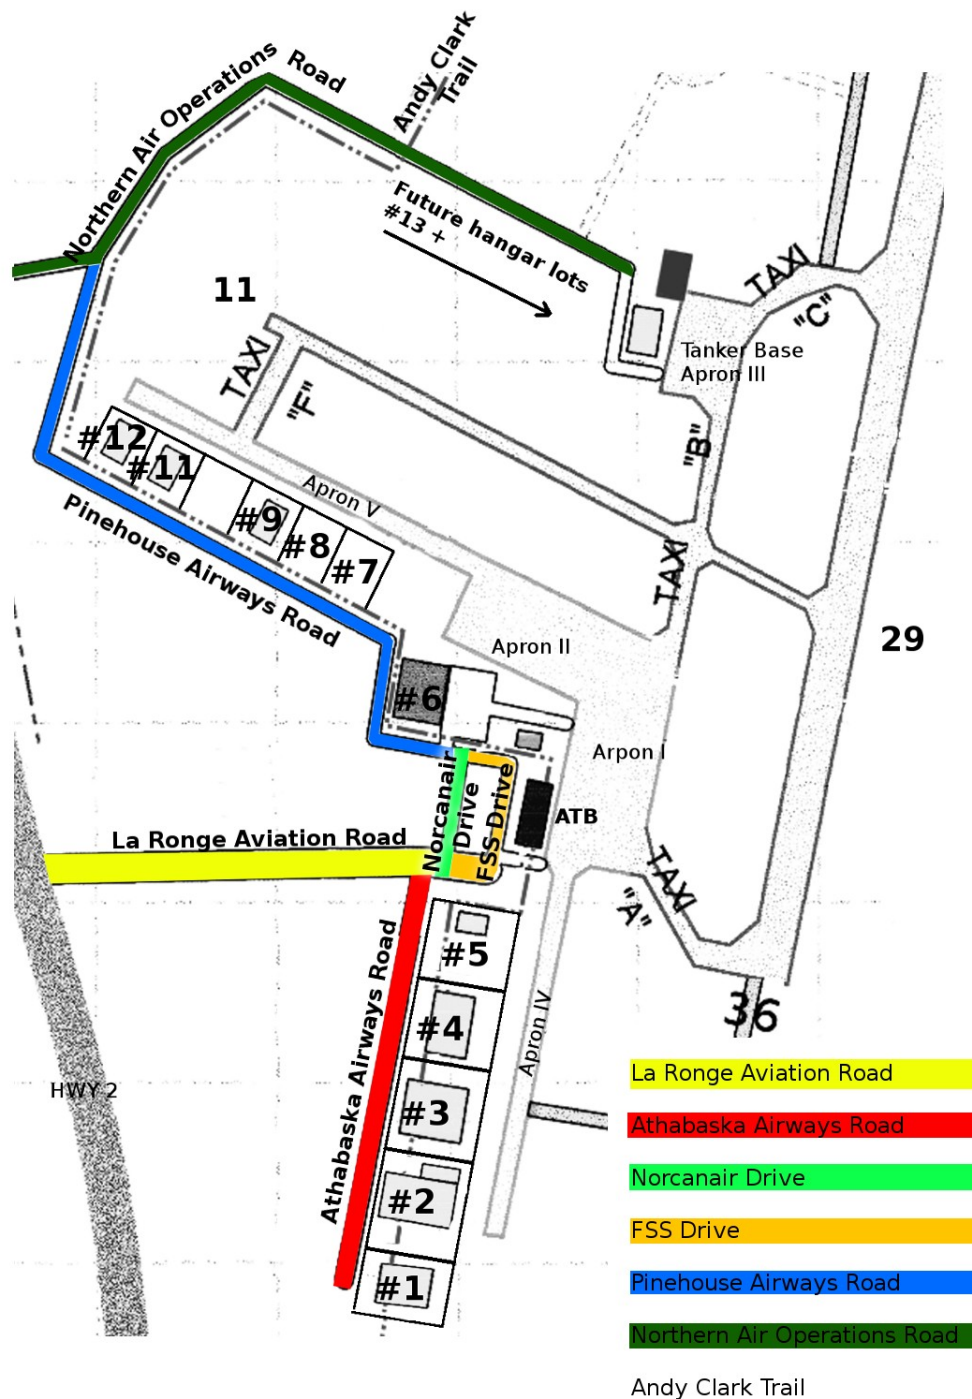 Northern Air Operations Road
Andy Clark
Trail
Future hangar lots
#13 +
11
TAXI
"C"
Tanker Base
Apron III
TAXI
"F"
"B"
#12
#11
#9
#8
#7
Apron V
Pinehouse Airways Road
TAXI
29
Apron II
#6
Arpon I
Norcanair
Drive
FSS Drive
ATB
La Ronge Aviation Road
TAXI
"A"
#5
#4
#3
#2
#1
Athabaska Airways Road
Apron IV
36
HWY 2
La Ronge Aviation Road
Athabaska Airways Road
Norcanair Drive
FSS Drive
Pinehouse Airways Road
Northern Air Operations Road
Andy Clark Trail